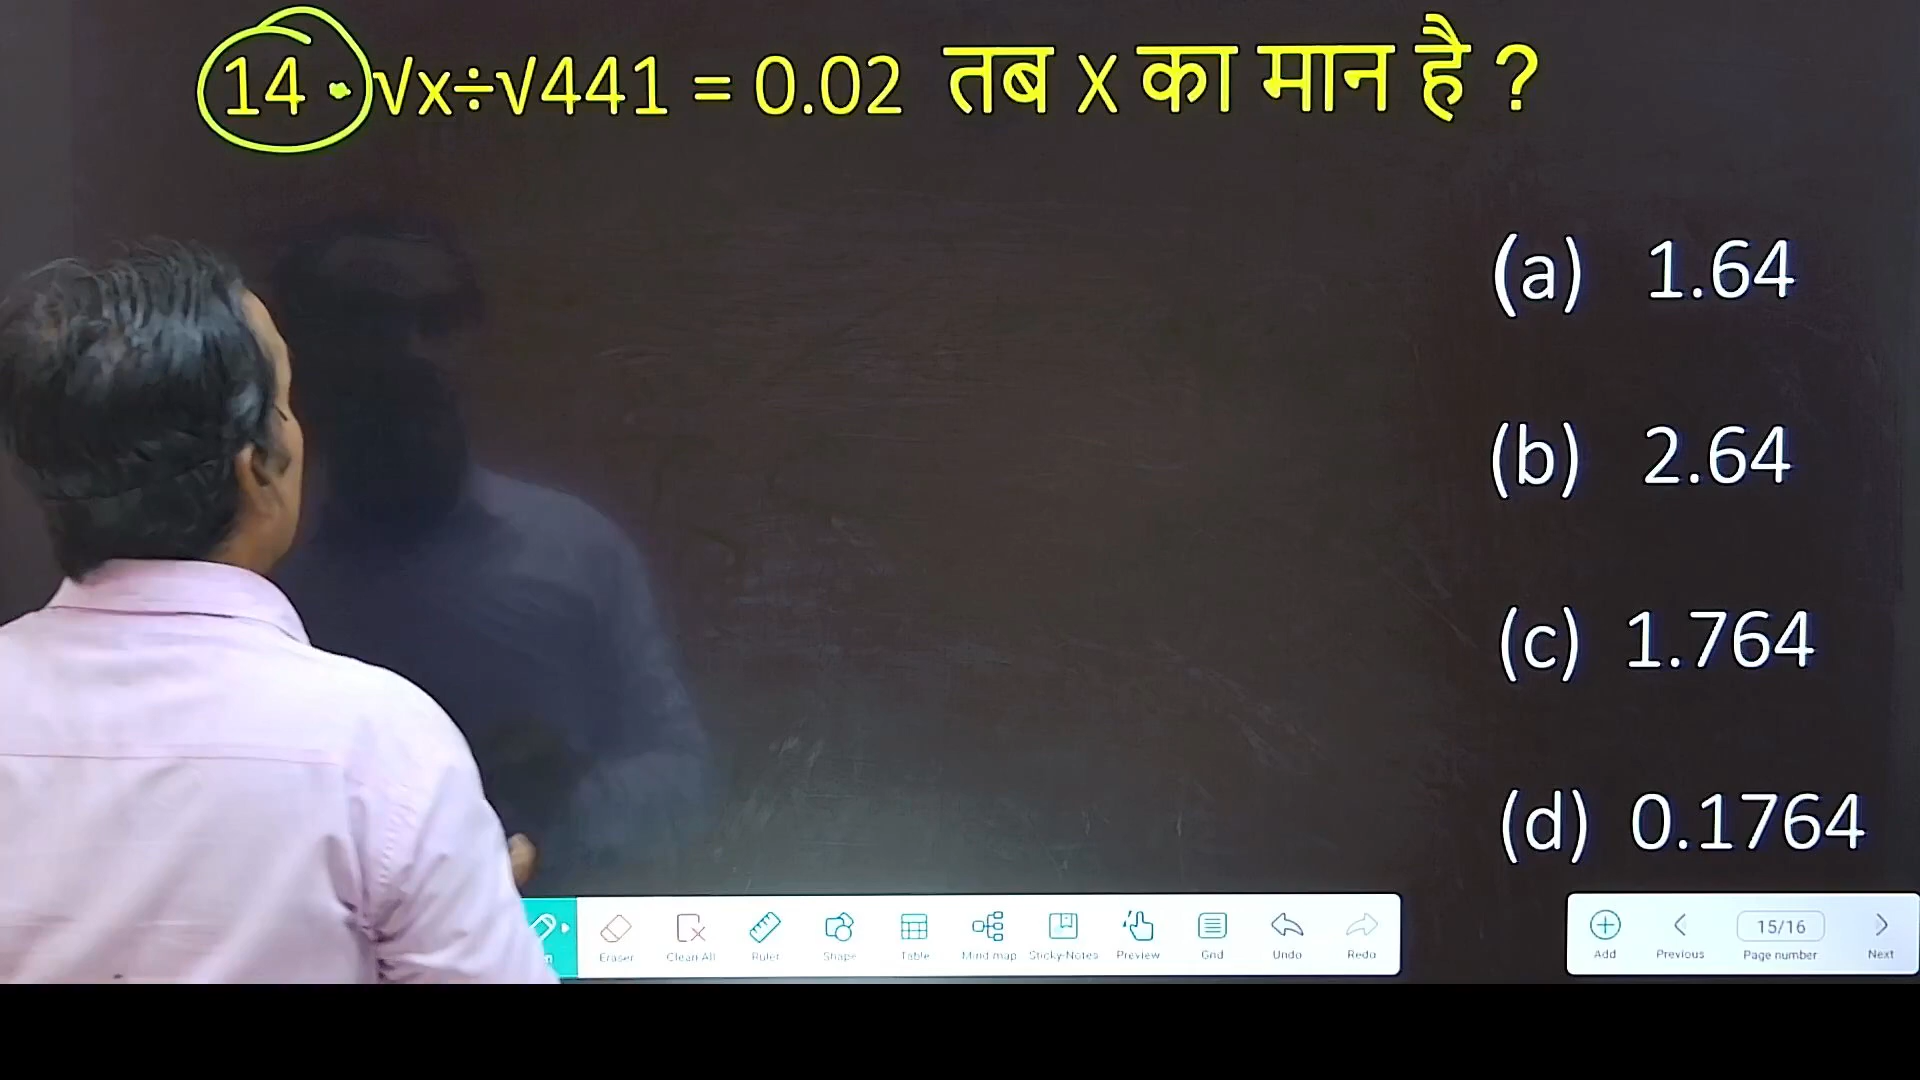 14 · √x÷√441 = 0.02 तब x का मान है ?
(a) 1.64
(b) 2.64
(c) 1.764
(d) 0.1764
Eraser Clean All Ruler Shape Table Mind map Sticky-Notes Preview Grid Undo Redo
Add Previous 15/16 Page number Next